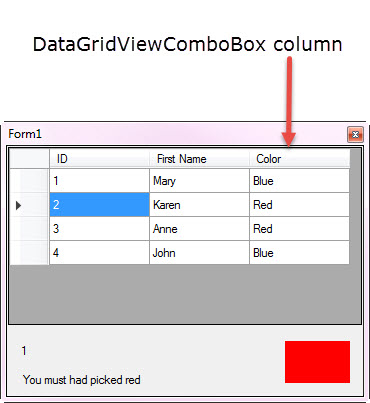 DataGridViewComboBox column
Form1
ID First Name Color
1 Mary Blue
2 Karen Red
3 Anne Red
4 John Blue
1
You must had picked red